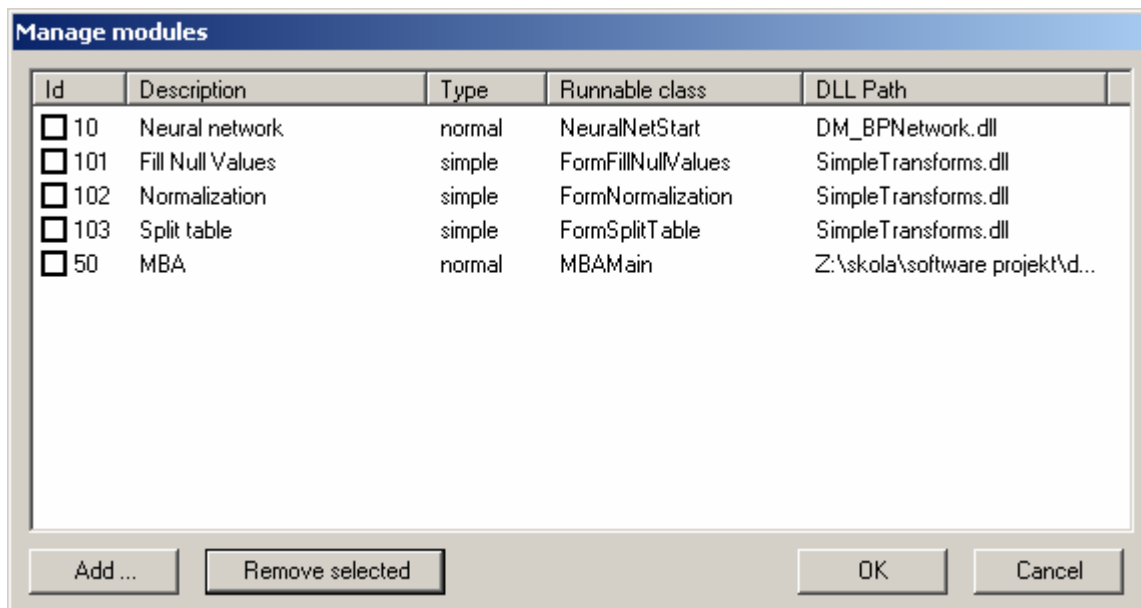 Manage modules
Id Description Type Runnable class DLL Path
10 Neural network normal NeuralNetStart DM_BPNetwork.dll
101 Fill Null Values simple FormFillNullValues SimpleTransforms.dll
102 Normalization simple FormNormalization SimpleTransforms.dll
103 Split table simple FormSplitTable SimpleTransforms.dll
50 MBA normal MBAMain Z:\skola\software projekt\d...
Add ... Remove selected OK Cancel